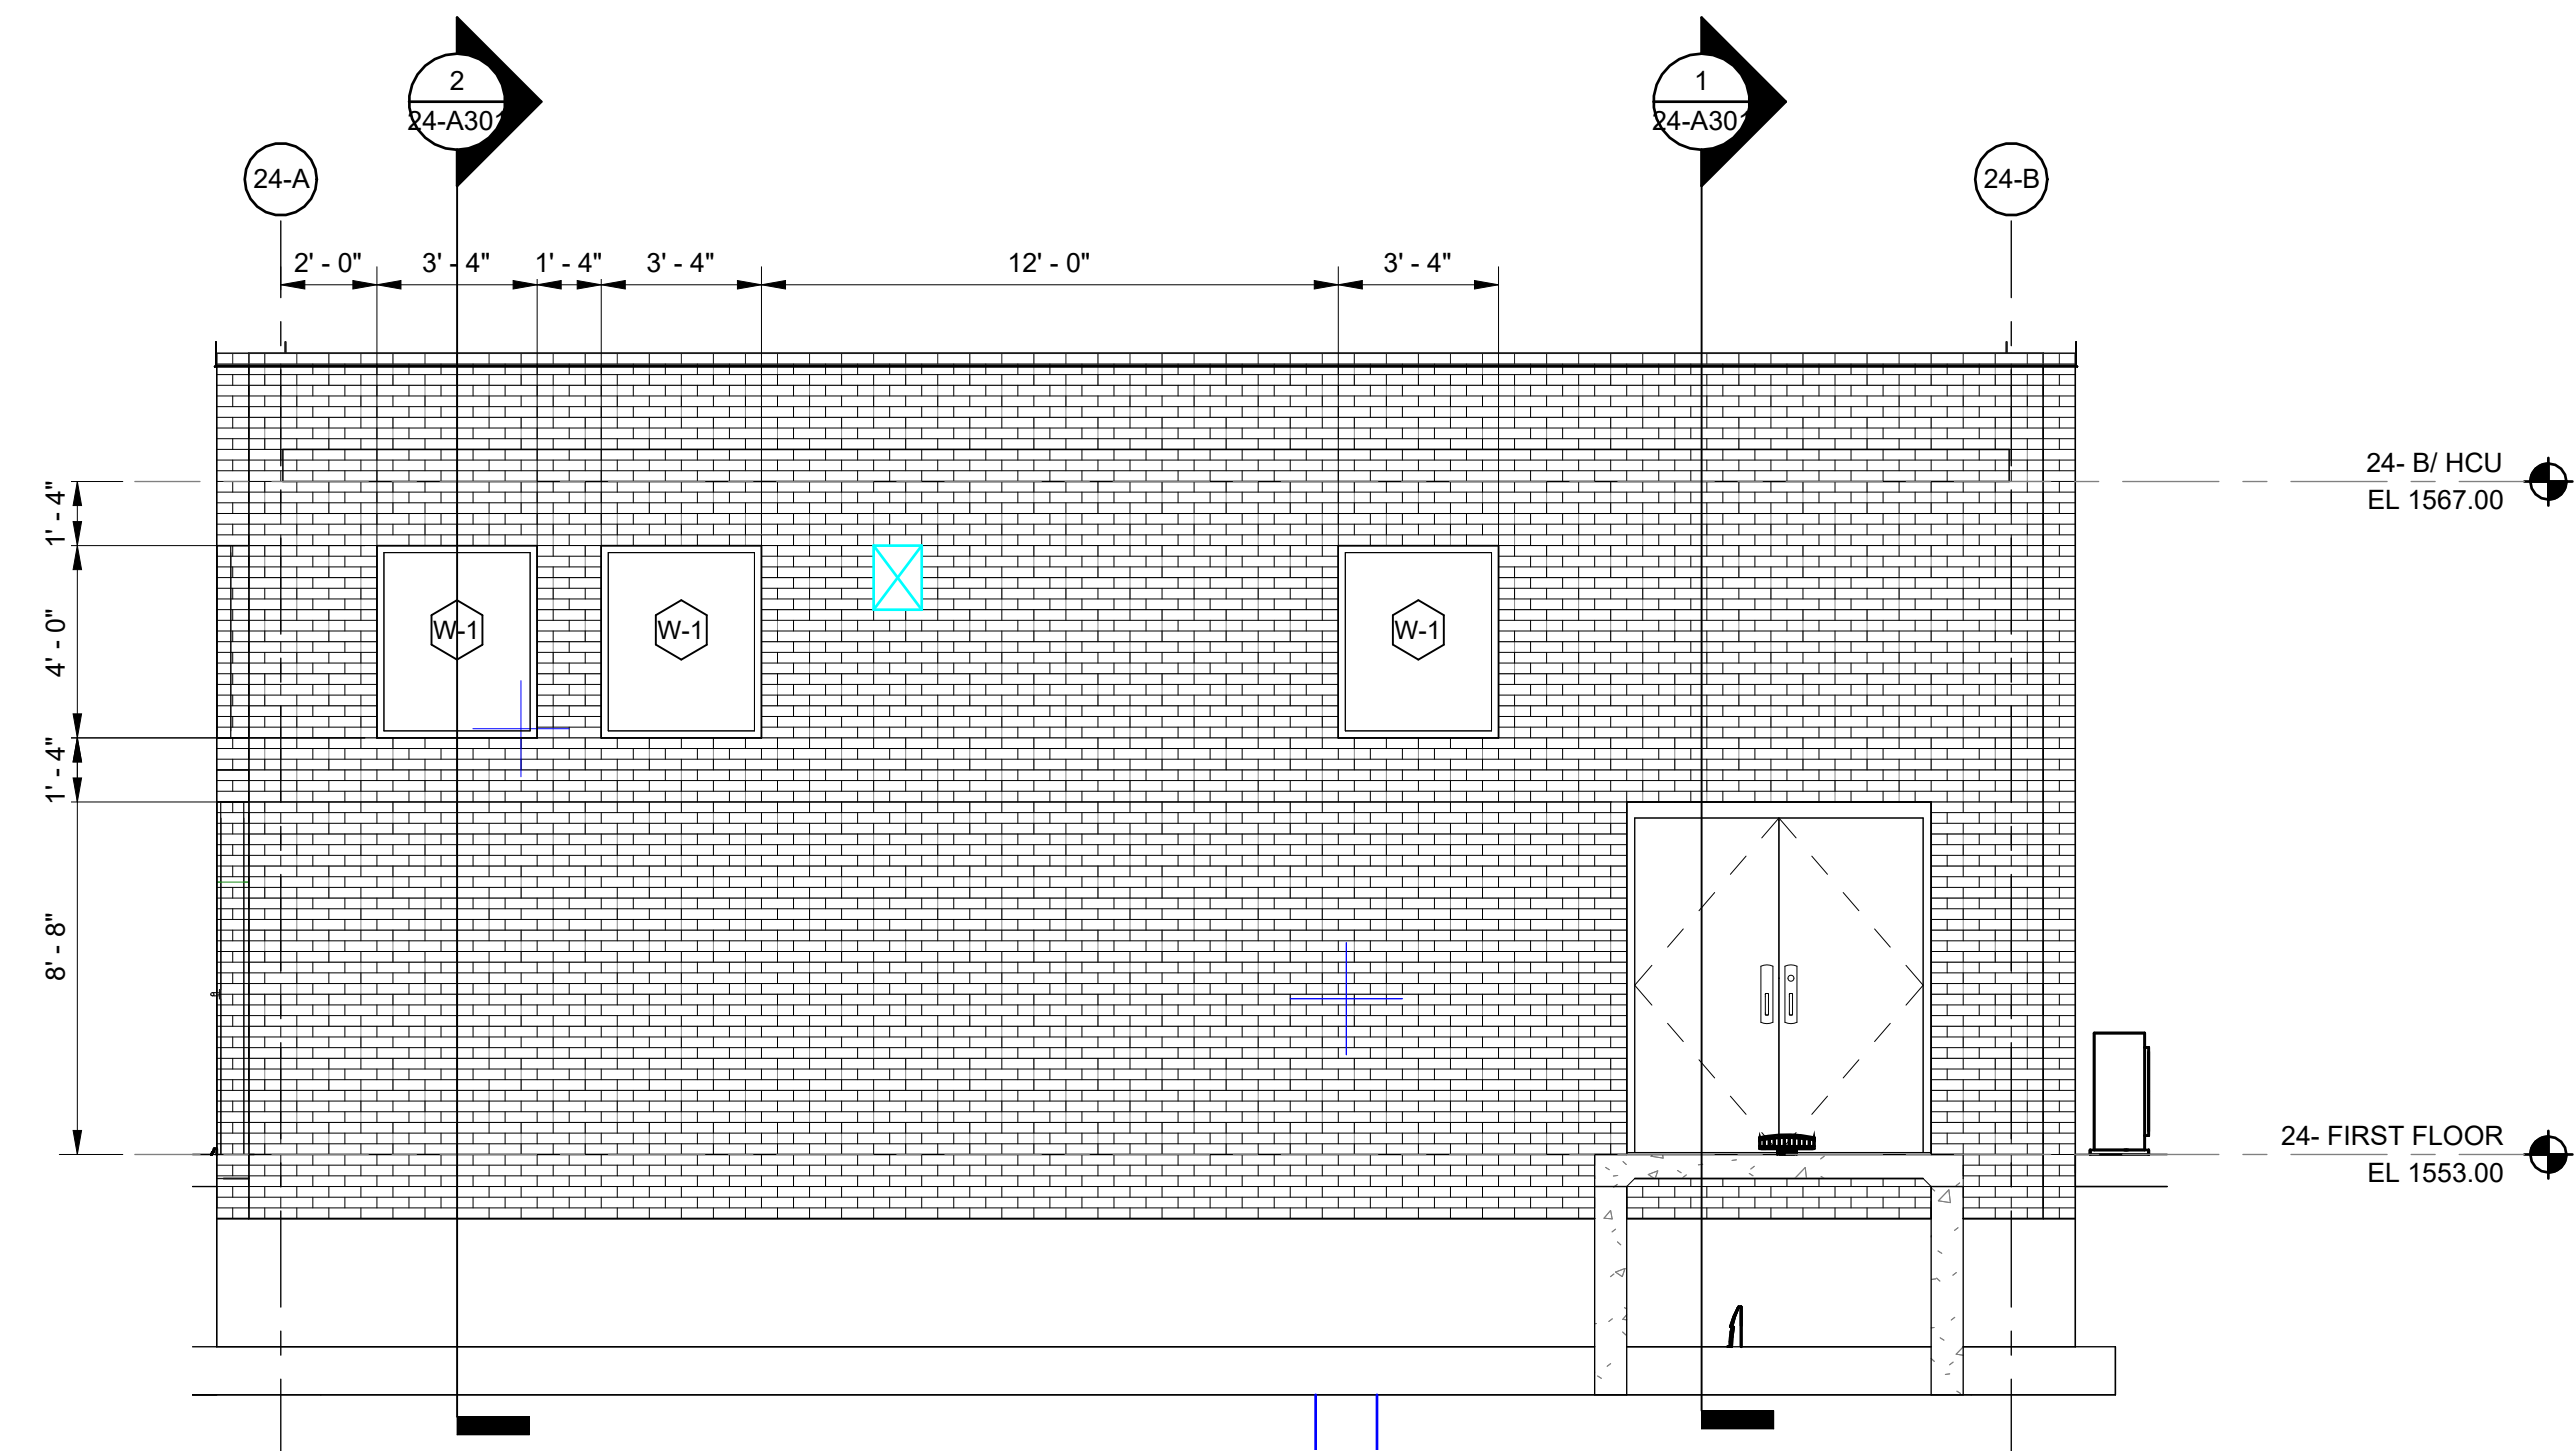 2
24-A301
1
24-A301
24-A
24-B
2' - 0"
3' - 4"
1' - 4"
3' - 4"
12' - 0"
3' - 4"
24- B/ HCU
EL 1567.00
1' - 4"
4' - 0"
1' - 4"
8' - 8"
W-1
W-1
W-1
24- FIRST FLOOR
EL 1553.00